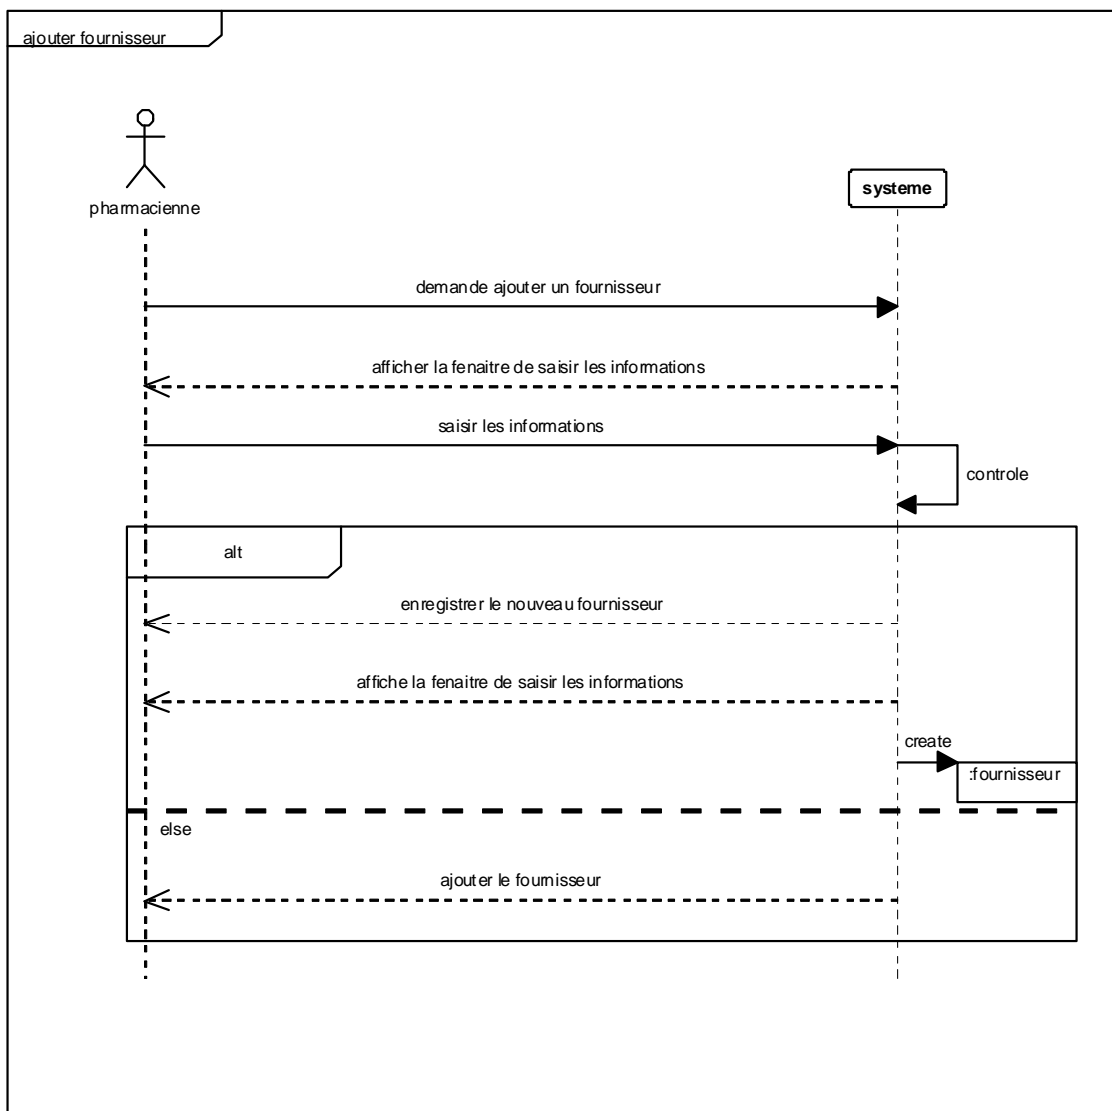 ajouter fournisseur
pharmacienne
systeme
demande ajouter un fournisseur
afficher la fenaitre de saisir les informations
saisir les informations
controle
alt
enregistrer le nouveau fournisseur
affiche la fenaitre de saisir les informations
create
:fournisseur
else
ajouter le fournisseur